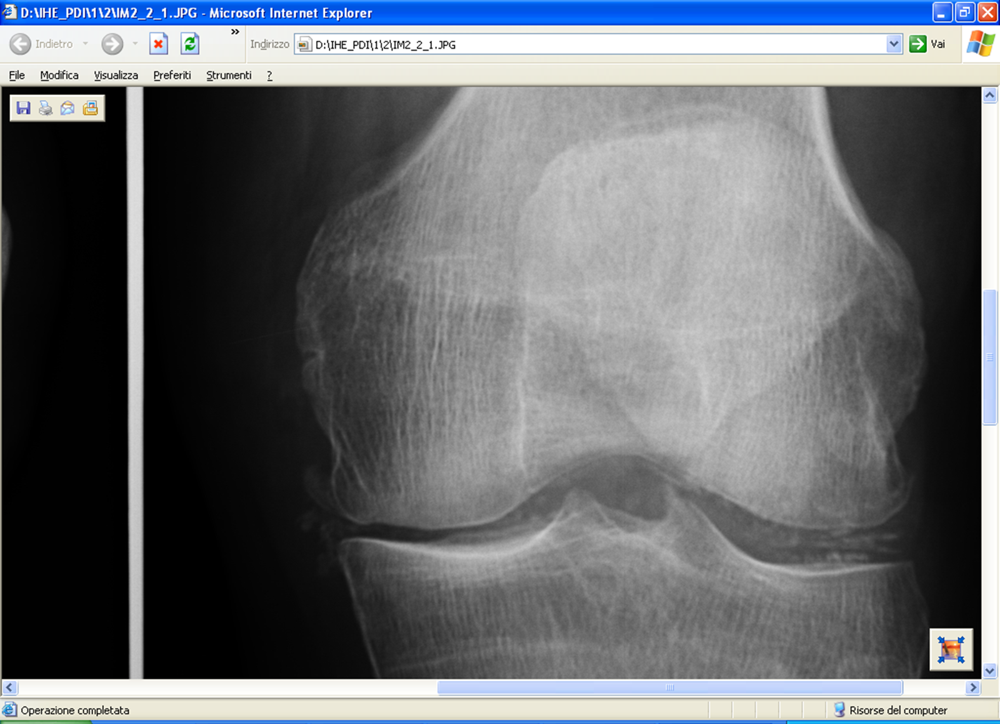 D:\IHE_PDI\1\2\IM2_2_1.JPG - Microsoft Internet Explorer
Indietro » Indirizzo D:\IHE_PDI\1\2\IM2_2_1.JPG Vai
File Modifica Visualizza Preferiti Strumenti ?
Operazione completata Risorse del computer